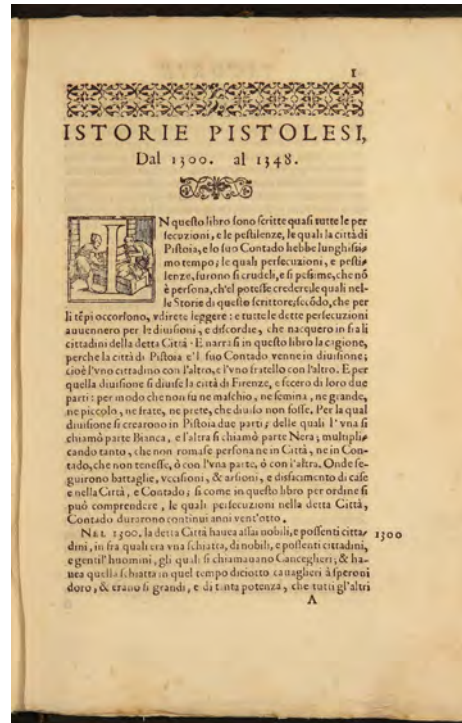 1
ISTORIE PISTOLESI,
Dal 1300. al 1348.
IN questo libro sono scritte quasi tutte le per
secuzioni, e le pestilenze, le quali la città di
Pistoia, e lo suo Contado hebbe lunghissi-
mo tempo; le quali persecuzioni, e pesti-
lenze, furono sì crudeli, e sì pessime, che nō
è persona, ch'el potesse credere; le quali nel-
le Storie di questo scrittore, secōdo, che per
li tēpi occorsono, vdirete leggere: e tutte le dette persecuzioni
auuennero per le diuisioni, e discordie, che nacquero in fra li
cittadini della detta Città. E narrasi in questo libro la cagione,
perche la città di Pistoia e'l suo Contado venne in diuisione;
cioè l'vno cittadino con l'altro, e l'vno fratello con l'altro. E per
quella diuisione si diuise la città di Firenze, e fecero di loro due
parti: per modo che non fu ne maschio, ne femina, ne grande,
ne piccolo, ne frate, ne prete, che diuiso non fosse. Per la qual
diuisione si crearono in Pistoia due parti; delle quali l'vna si
chiamò parte Bianca, e l'altra si chiamò parte Nera; multipli-
cando tanto, che non romase persona ne in Città, ne in Con-
tado, che non tenesse, ò con l'vna parte, ò con l'altra. Onde se-
guirono battaglie, vccisioni, & arsioni, e disfacimento di case
e nella Città, e Contado; sì come in questo libro per ordine si
può comprendere, le quali persecuzioni nella detta Città,
Contado durarono continui anni vent'otto.
NEL 1300, la detta Città hauea assai nobili, e possenti citta- 1300
dini, in fra quali era vna schiatta, di nobili, e possenti cittadini,
e gentil'huomini, gli quali si chiamauano Cancegheri; & ha-
uea quella schiatta in quel tempo diciotto cauaglieri à speroni
doro, & erano sì grandi, e di tanta potenza, che tutti gl'altri
A